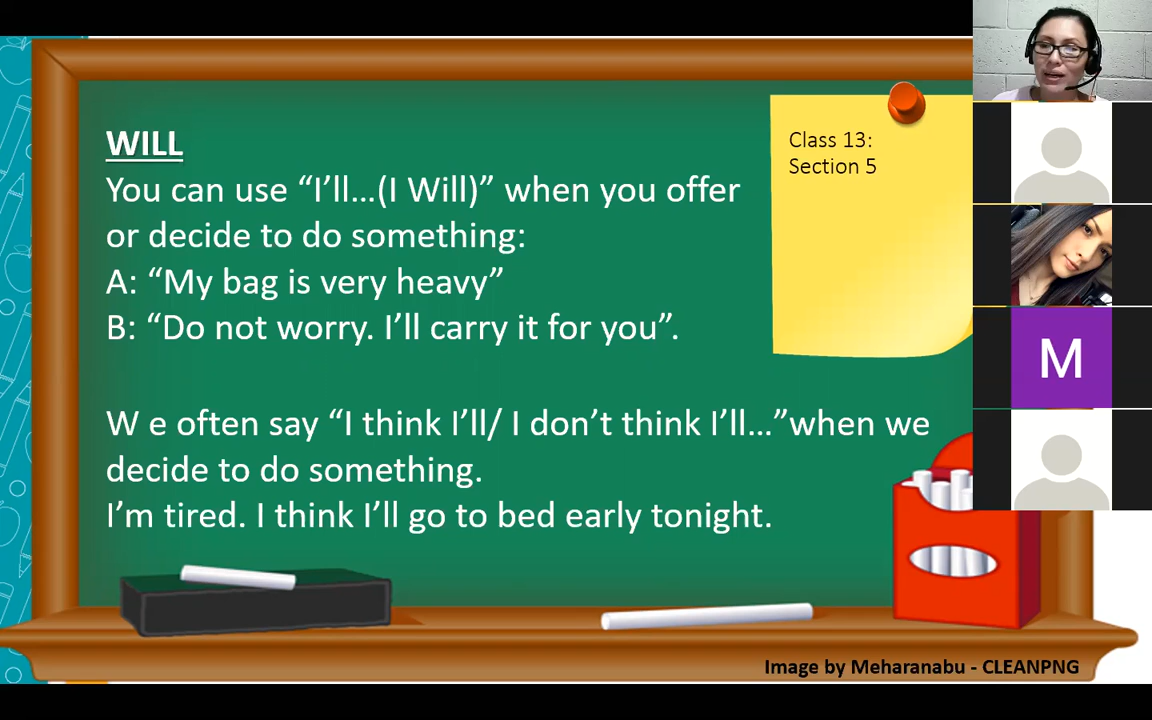 WILL
You can use “I’ll…(I Will)” when you offer
or decide to do something:
A: “My bag is very heavy”
B: “Do not worry. I’ll carry it for you”.
W e often say “I think I’ll/ I don’t think I’ll…”when we
decide to do something.
I’m tired. I think I’ll go to bed early tonight.
Class 13:
Section 5
M
Image by Meharanabu - CLEANPNG